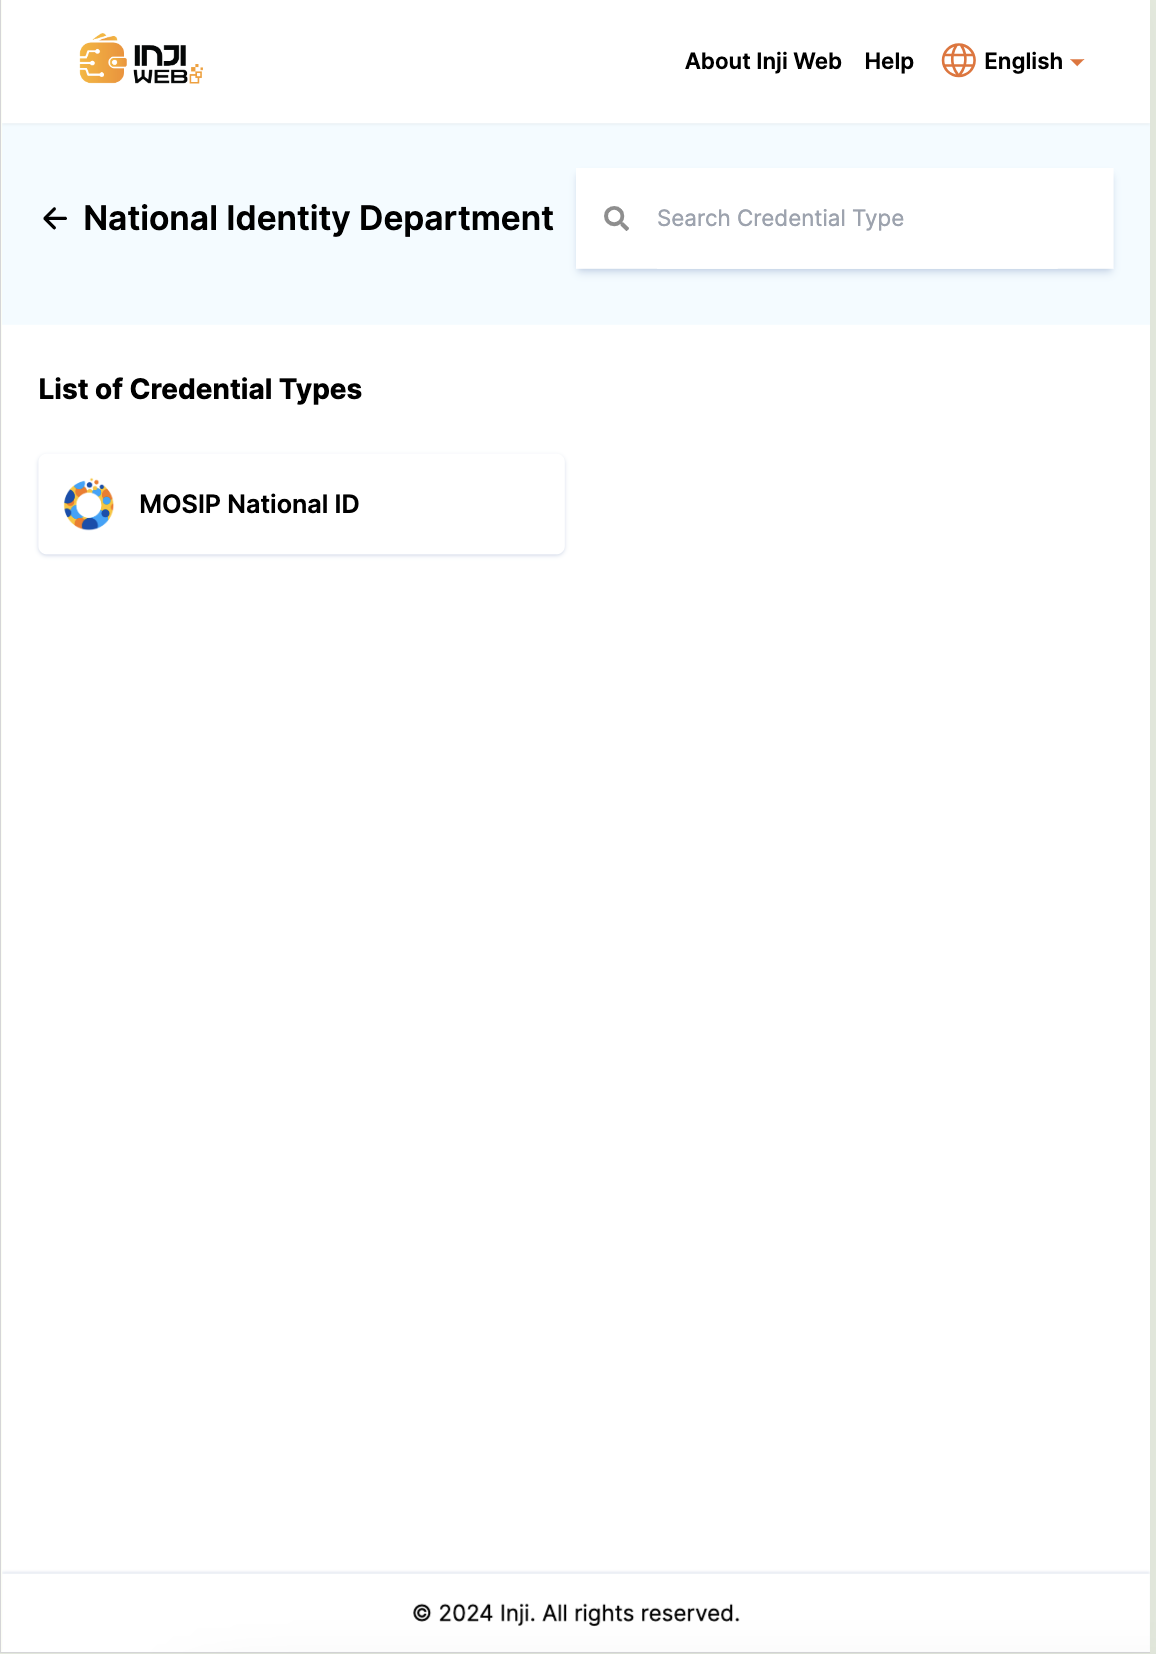 INJI
WEB
About Inji Web Help English
National Identity Department
Search Credential Type
List of Credential Types
MOSIP National ID
© 2024 Inji. All rights reserved.